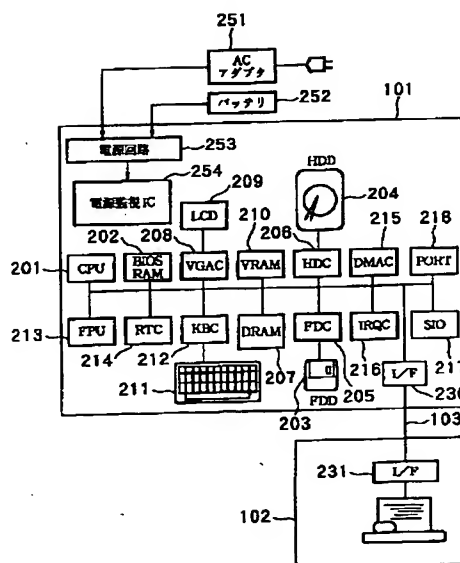 251
AC
アダプタ
バッテリ 252
101
電源回路 253
254
電源監視IC
HDD
209
LCD
204
202 208 210 206 215 218
201 CPU BIOS RAM VGAC VRAM HDC DMAC PORT
213 FPU RTC KBC DRAM FDC IRQC SIO
214 212 207 205 216 217
211
203 FDD
I/F 230
103
231 I/F
102